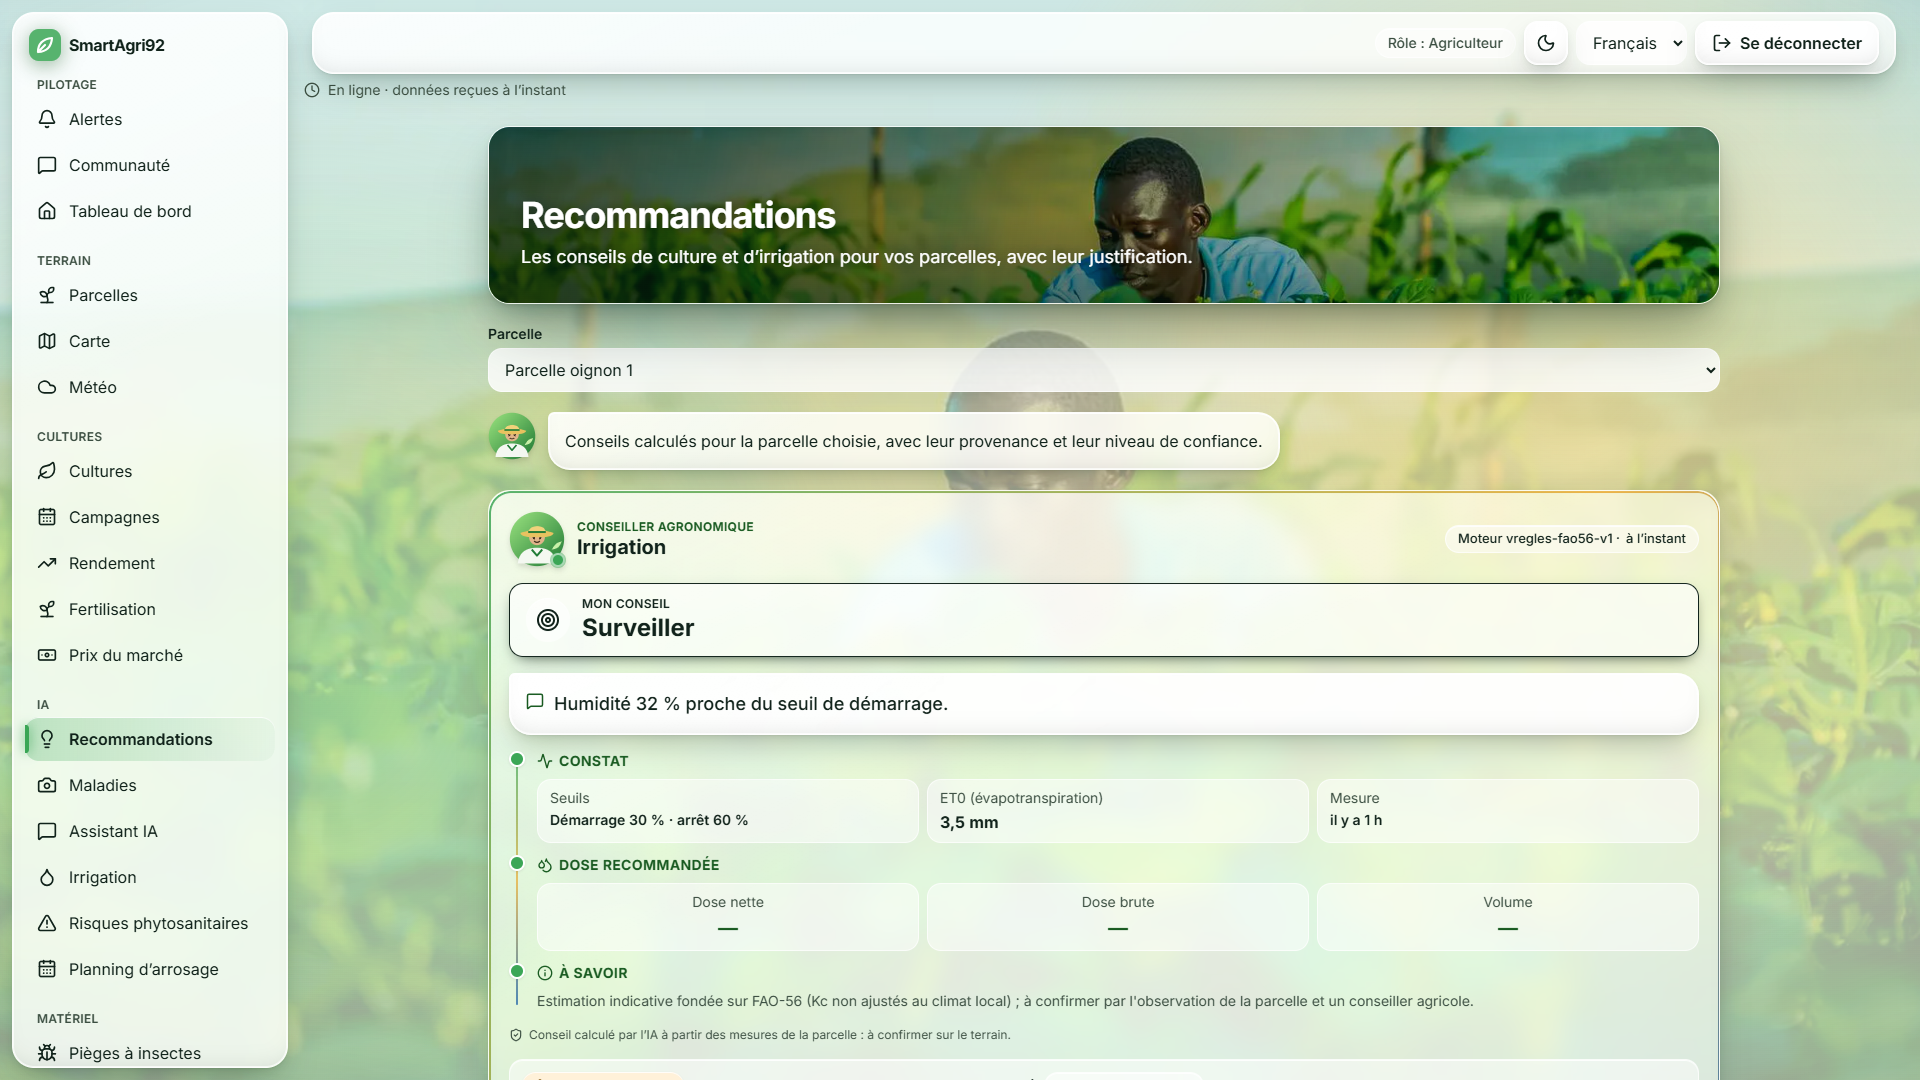 SmartAgri92
PILOTAGE
Alertes
Communauté
Tableau de bord
TERRAIN
Parcelles
Carte
Météo
CULTURES
Cultures
Campagnes
Rendement
Fertilisation
Prix du marché
IA
Recommandations
Maladies
Assistant IA
Irrigation
Risques phytosanitaires
Planning d’arrosage
MATÉRIEL
Pièges à insectes
Rôle : Agriculteur
Français
Se déconnecter
En ligne · données reçues à l’instant
Recommandations
Les conseils de culture et d’irrigation pour vos parcelles, avec leur justification.
Parcelle
Parcelle oignon 1
Conseils calculés pour la parcelle choisie, avec leur provenance et leur niveau de confiance.
CONSEILLER AGRONOMIQUE
Irrigation
Moteur vregles-fao56-v1 · à l’instant
MON CONSEIL
Surveiller
Humidité 32 % proche du seuil de démarrage.
CONSTAT
Seuils
Démarrage 30 % · arrêt 60 %
ET0 (évapotranspiration)
3,5 mm
Mesure
il y a 1 h
DOSE RECOMMANDÉE
Dose nette
—
Dose brute
—
Volume
—
À SAVOIR
Estimation indicative fondée sur FAO-56 (Kc non ajustés au climat local) ; à confirmer par l'observation de la parcelle et un conseiller agricole.
Conseil calculé par l’IA à partir des mesures de la parcelle : à confirmer sur le terrain.